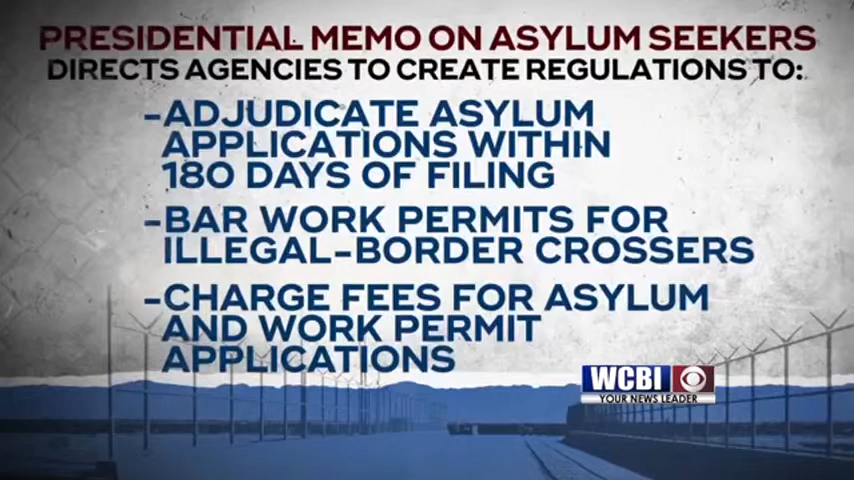 PRESIDENTIAL MEMO ON ASYLUM SEEKERS
DIRECTS AGENCIES TO CREATE REGULATIONS TO:
-ADJUDICATE ASYLUM
APPLICATIONS WITHIN
180 DAYS OF FILING
-BAR WORK PERMITS FOR
ILLEGAL-BORDER CROSSERS
-CHARGE FEES FOR ASYLUM
AND WORK PERMIT
APPLICATIONS
WCBI
YOUR NEWS LEADER